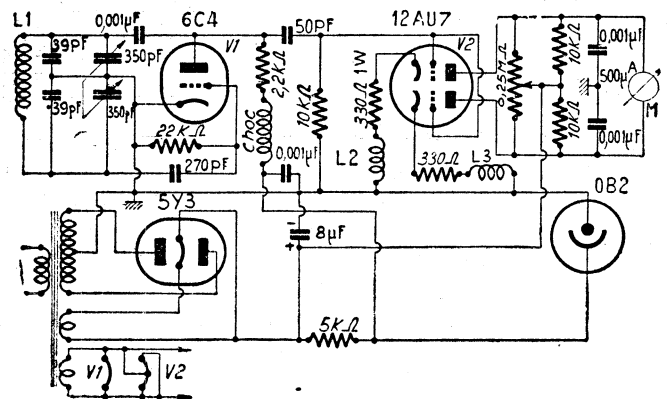 L1
0,001μF
6C4
50pF
12AU7
39pF
350pF
V1
V2
0,001μF
10KΩ
500μA
M
0,25MΩ
2,2KΩ
330Ω 1W
39pF
350pF
choc
10KΩ
10KΩ
0,001μF
22KΩ
L2
330Ω
L3
270pF
0,001μF
5Y3
0B2
8μF
- +
5KΩ
V1
V2